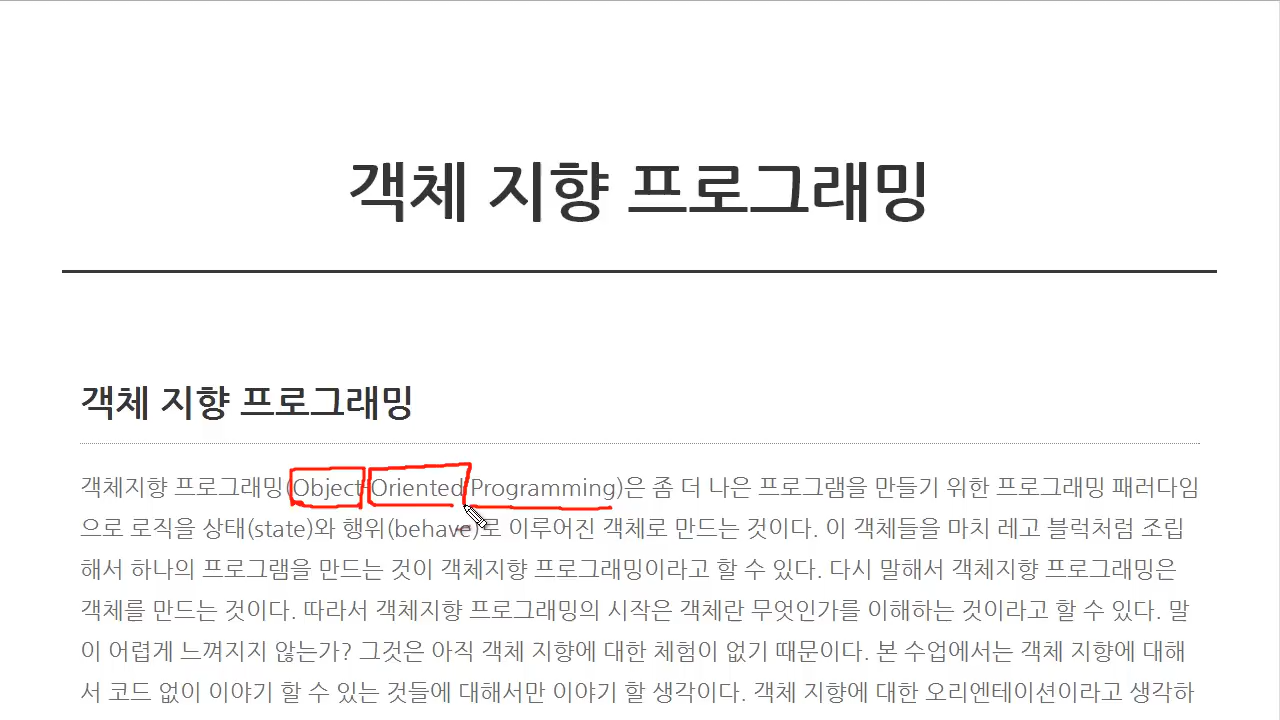 객체 지향 프로그래밍
객체 지향 프로그래밍
객체지향 프로그래밍(Object-Oriented Programming)은 좀 더 나은 프로그램을 만들기 위한 프로그래밍 패러다임
으로 로직을 상태(state)와 행위(behave)로 이루어진 객체로 만드는 것이다. 이 객체들을 마치 레고 블럭처럼 조립
해서 하나의 프로그램을 만드는 것이 객체지향 프로그래밍이라고 할 수 있다. 다시 말해서 객체지향 프로그래밍은
객체를 만드는 것이다. 따라서 객체지향 프로그래밍의 시작은 객체란 무엇인가를 이해하는 것이라고 할 수 있다. 말
이 어렵게 느껴지지 않는가? 그것은 아직 객체 지향에 대한 체험이 없기 때문이다. 본 수업에서는 객체 지향에 대해
서 코드 없이 이야기 할 수 있는 것들에 대해서만 이야기 할 생각이다. 객체 지향에 대한 오리엔테이션이라고 생각하